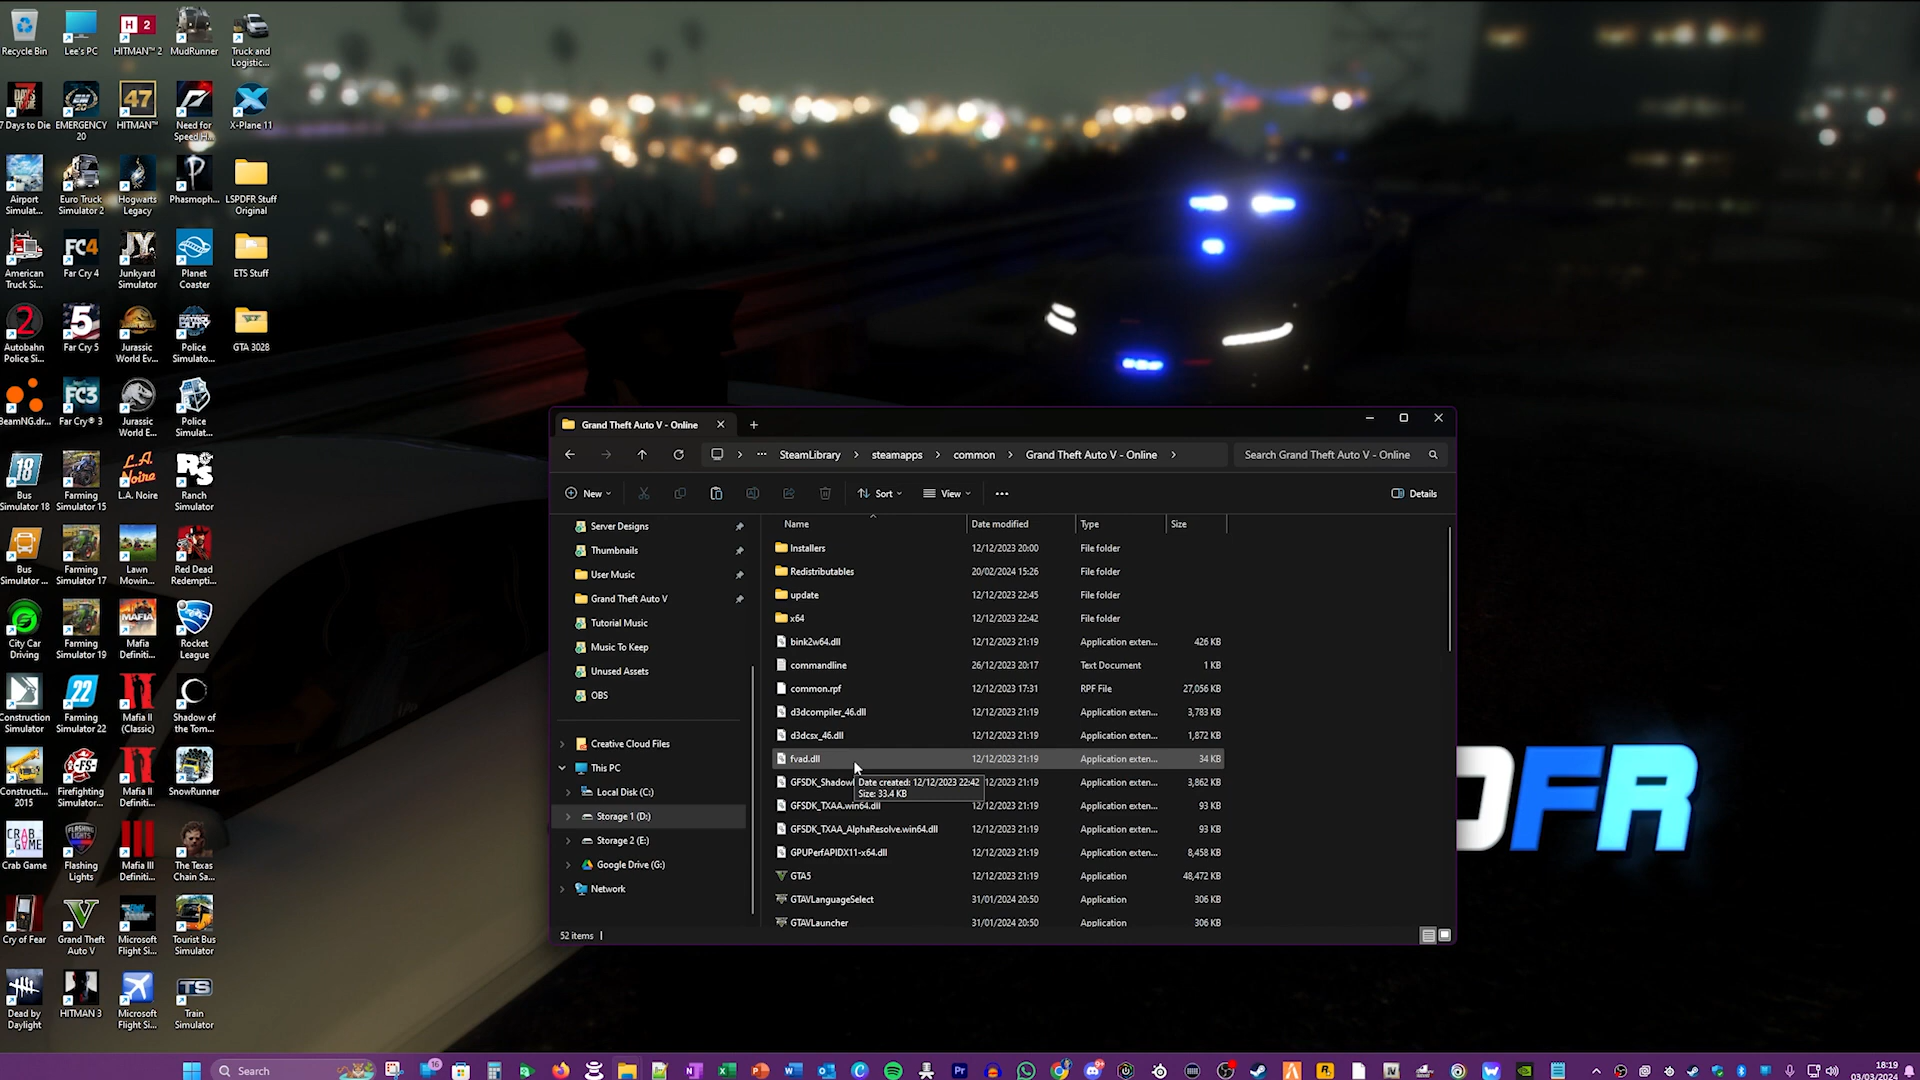 Recycle Bin
Lee's PC
HITMAN™ 2
MudRunner
Truck and
Logistic...
7 Days to Die
EMERGENCY
20
HITMAN™
Need for
Speed H...
X-Plane 11
Airport
Simulat...
Euro Truck
Simulator 2
Hogwarts
Legacy
Phasmoph...
LSPDFR Stuff
Original
American
Truck Si...
Far Cry 4
Junkyard
Simulator
Planet
Coaster
ETS Stuff
Autobahn
Police Si...
Far Cry 5
Jurassic
World Ev...
Police
Simulato...
GTA 3028
BeamNG.dr...
Far Cry® 3
Jurassic
World E...
Police
Simulat...
Bus
Simulator 18
Farming
Simulator 15
L.A. Noire
Ranch
Simulator
Bus
Simulator ...
Farming
Simulator 17
Lawn
Mowin...
Red Dead
Redempti...
City Car
Driving
Farming
Simulator 19
Mafia
Definiti...
Rocket
League
Construction
Simulator
Farming
Simulator 22
Mafia II
(Classic)
Shadow of
the Tom...
Constructi...
2015
Firefighting
Simulator...
Mafia II
Definiti...
SnowRunner
Crab Game
Flashing
Lights
Mafia III
Definiti...
The Texas
Chain Sa...
Cry of Fear
Grand Theft
Auto V
Microsoft
Flight Si...
Tourist Bus
Simulator
Dead by
Daylight
HITMAN 3
Microsoft
Flight Si...
Train
Simulator
Grand Theft Auto V - Online
SteamLibrary > steamapps > common > Grand Theft Auto V - Online >
Search Grand Theft Auto V - Online
New
Sort
View
Details
Server Designs
Thumbnails
User Music
Grand Theft Auto V
Tutorial Music
Music To Keep
Unused Assets
OBS
Creative Cloud Files
This PC
Local Disk (C:)
Storage 1 (D:)
Storage 2 (E:)
Google Drive (G:)
Network
Name Date modified Type Size
Installers 12/12/2023 20:00 File folder
Redistributables 20/02/2024 15:26 File folder
update 12/12/2023 22:45 File folder
x64 12/12/2023 22:42 File folder
bink2w64.dll 12/12/2023 21:19 Application exten... 426 KB
commandline 26/12/2023 20:17 Text Document 1 KB
common.rpf 12/12/2023 17:31 RPF File 27,056 KB
d3dcompiler_46.dll 12/12/2023 21:19 Application exten... 3,783 KB
d3dcsx_46.dll 12/12/2023 21:19 Application exten... 1,872 KB
fvad.dll 12/12/2023 21:19 Application exten... 34 KB
GFSDK_Shadow 12/12/2023 21:19 Application exten... 3,862 KB
Date created: 12/12/2023 22:42
Size: 33.4 KB
GFSDK_TXAA.win64.dll 12/12/2023 21:19 Application exten... 93 KB
GFSDK_TXAA_AlphaResolve.win64.dll 12/12/2023 21:19 Application exten... 93 KB
GPUPerfAPIDX11-x64.dll 12/12/2023 21:19 Application exten... 8,458 KB
GTA5 12/12/2023 21:19 Application 48,472 KB
GTAVLanguageSelect 31/01/2024 20:50 Application 306 KB
GTAVLauncher 31/01/2024 20:50 Application 306 KB
52 items
DFR
Search
18:19
03/03/2024